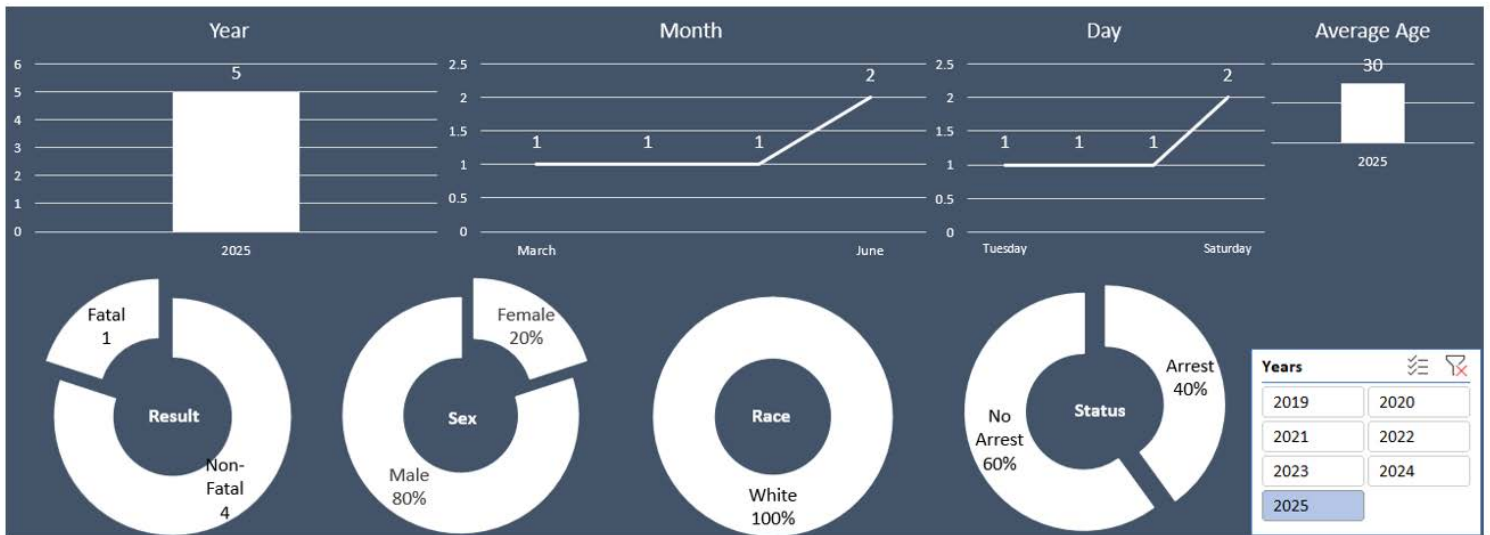 Year
6
5
4
3
2
1
0
5
2025
Month
2.5
2
1.5
1
0.5
0
1
1
1
2
March
June
Day
2.5
2
1.5
1
0.5
0
1
1
1
2
Tuesday
Saturday
Average Age
30
2025
Fatal
1
Result
Non-
Fatal
4
Female
20%
Sex
Male
80%
Race
White
100%
Arrest
40%
Status
No
Arrest
60%
Years
2019 2020
2021 2022
2023 2024
2025